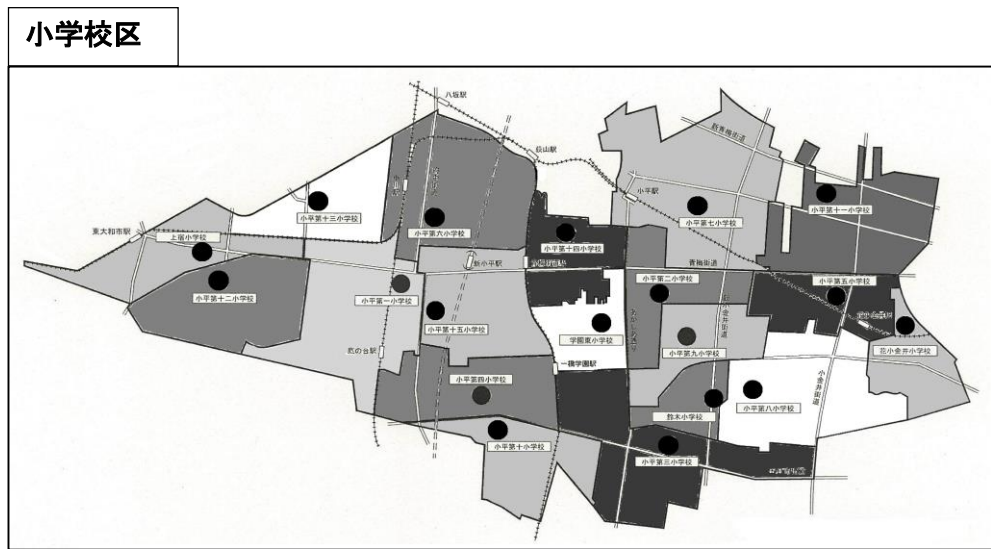 小学校区
八坂駅
萩山駅
新青梅街道
小平駅
小平第十三小学校
小平第六小学校
小平第七小学校
小平第十一小学校
東大和市駅
上宿小学校
小平第十四小学校
新小平駅
青梅街道
小平第十二小学校
小平第一小学校
小平第二小学校
小平第五小学校
小平第十五小学校
学園東小学校
小平第九小学校
花小金井小学校
鷹の台駅
一橋学園駅
小平第四小学校
小金井街道
鈴木小学校
小平第八小学校
小平第十小学校
小平第三小学校